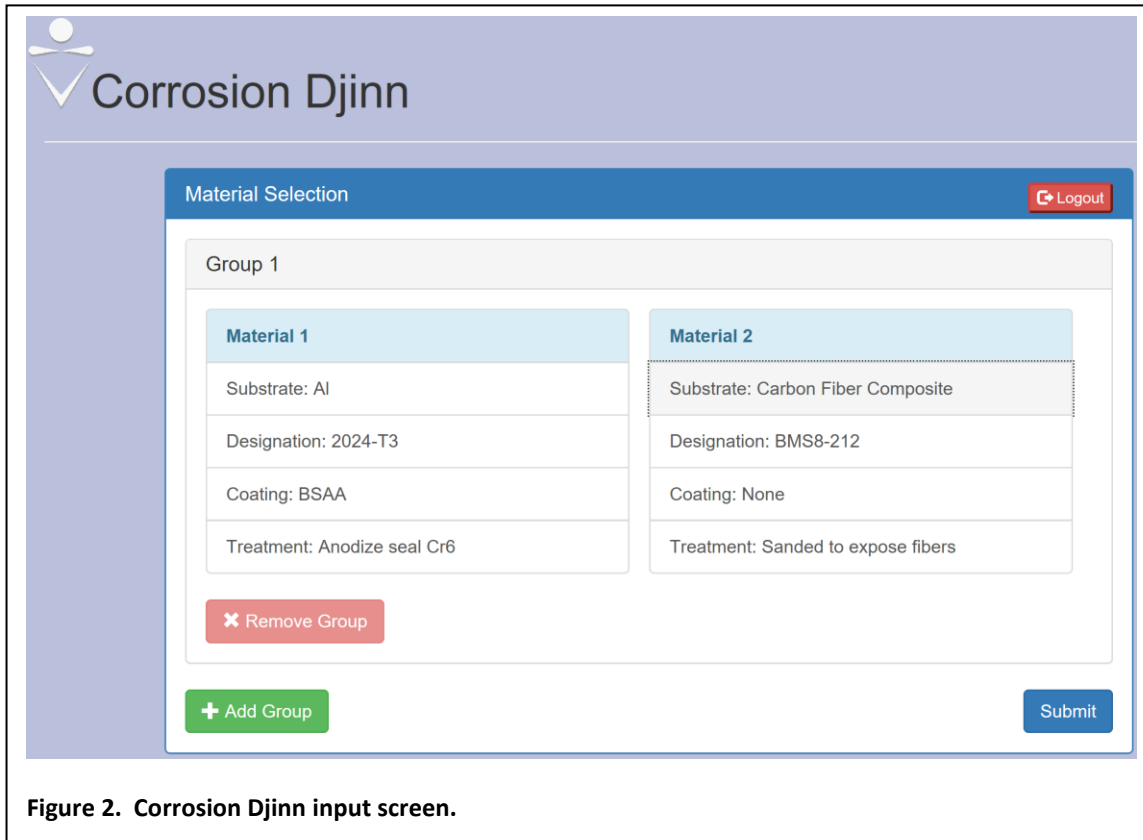 Corrosion Djinn
Material Selection
Logout
Group 1
Material 1
Substrate: Al
Designation: 2024-T3
Coating: BSAA
Treatment: Anodize seal Cr6
Material 2
Substrate: Carbon Fiber Composite
Designation: BMS8-212
Coating: None
Treatment: Sanded to expose fibers
Remove Group
Add Group
Submit
Figure 2. Corrosion Djinn input screen.